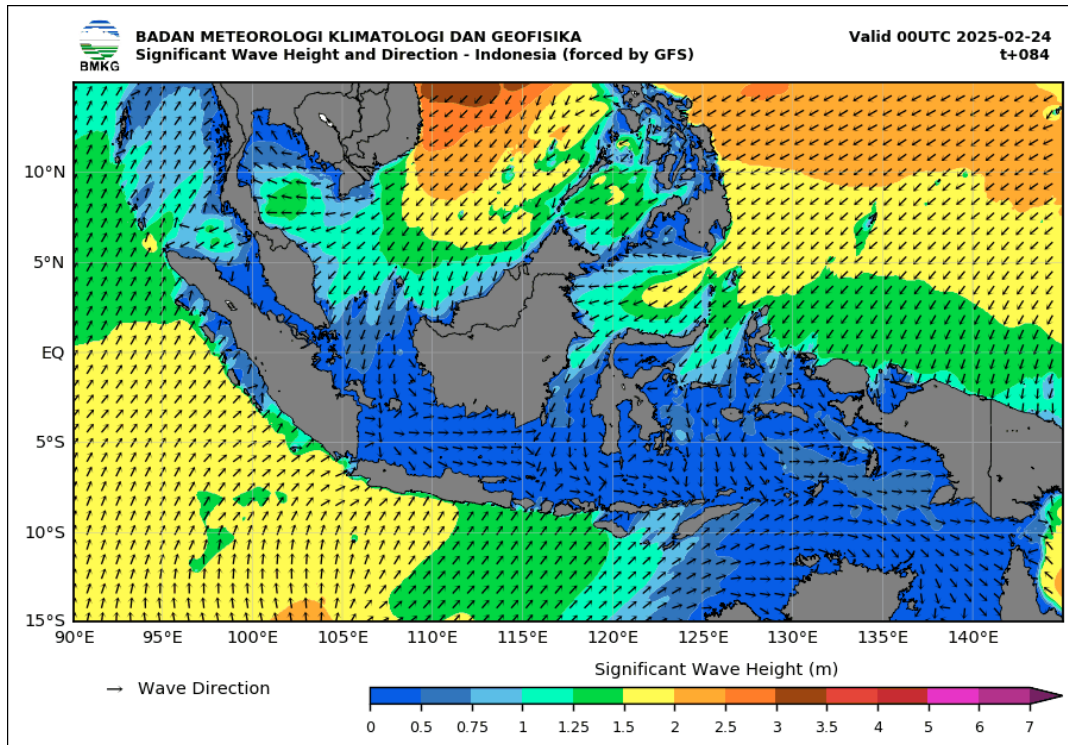 BADAN METEOROLOGI KLIMATOLOGI DAN GEOFISIKA
Significant Wave Height and Direction - Indonesia (forced by GFS)
Valid 00UTC 2025-02-24
t+084
BMKG
10°N
5°N
EQ
5°S
10°S
15°S
90°E 95°E 100°E 105°E 110°E 115°E 120°E 125°E 130°E 135°E 140°E
Wave Direction
Significant Wave Height (m)
0 0.5 0.75 1 1.25 1.5 2 2.5 3 3.5 4 5 6 7